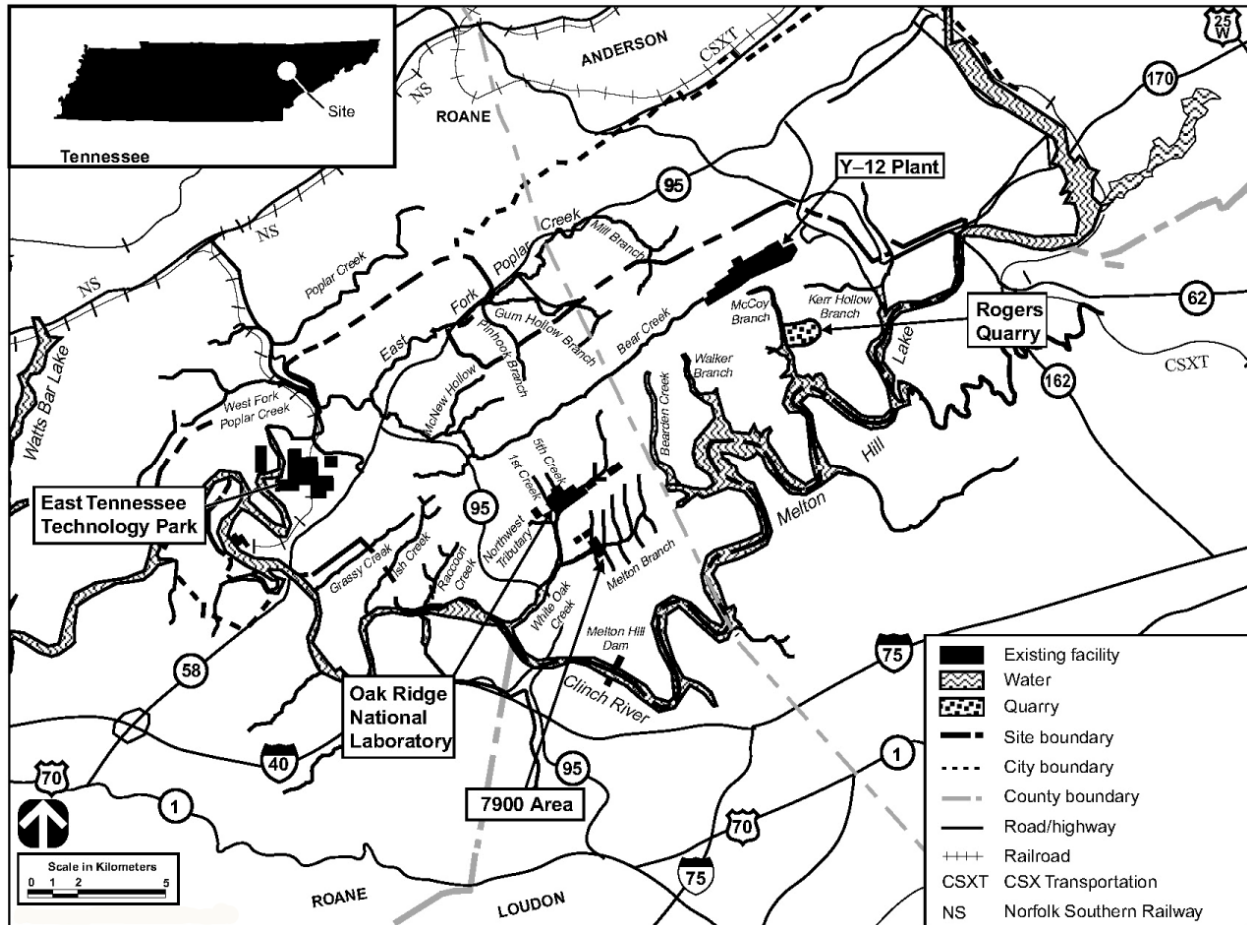 Site
Tennessee
ANDERSON
CSXT
NS
ROANE
25
W
170
NS
95
Y–12 Plant
Poplar Creek
East Fork Poplar Creek
Mill Branch
Gum Hollow Branch
Pinhook Branch
Bear Creek
McCoy
Branch
Kerr Hollow
Branch
Rogers
Quarry
62
162
CSXT
NS
Watts Bar Lake
West Fork
Poplar Creek
McNew Hollow
Walker
Branch
Bearden Creek
Melton Hill Lake
East Tennessee
Technology Park
95
5th Creek
1st Creek
Northwest
Tributary
Grassy Creek
Ish Creek
Raccoon
Creek
White Oak
Creek
Melton Branch
Melton Hill
Dam
Clinch River
58
Oak Ridge
National
Laboratory
7900 Area
40
95
75
1
70
1
70
75
ROANE
LOUDON
Scale in Kilometers
0 1 2 5
Existing facility
Water
Quarry
Site boundary
City boundary
County boundary
Road/highway
Railroad
CSXT CSX Transportation
NS Norfolk Southern Railway